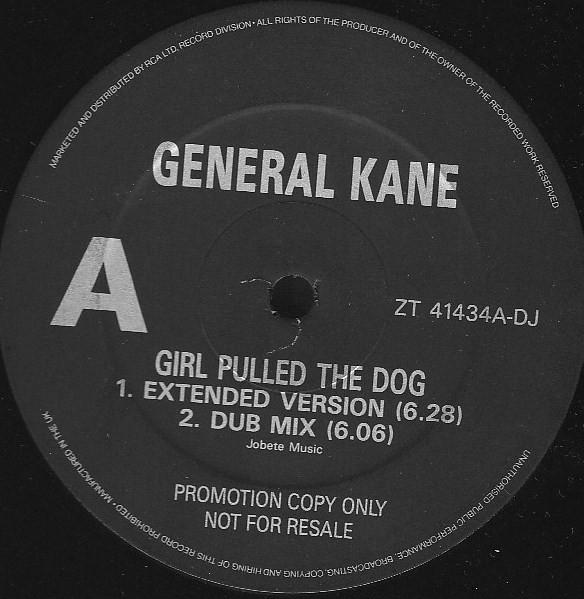 MARKETED AND DISTRIBUTED BY RCA LTD. RECORD DIVISION · ALL RIGHTS OF THE PRODUCER AND OF THE OWNER OF THE RECORDED WORK RESERVED
GENERAL KANE
A
ZT 41434A-DJ
GIRL PULLED THE DOG
1. EXTENDED VERSION (6.28)
2. DUB MIX (6.06)
Jobete Music
PROMOTION COPY ONLY
NOT FOR RESALE
UNAUTHORISED PUBLIC PERFORMANCE, BROADCASTING, COPYING AND HIRING OF THIS RECORD PROHIBITED · MANUFACTURED IN THE UK